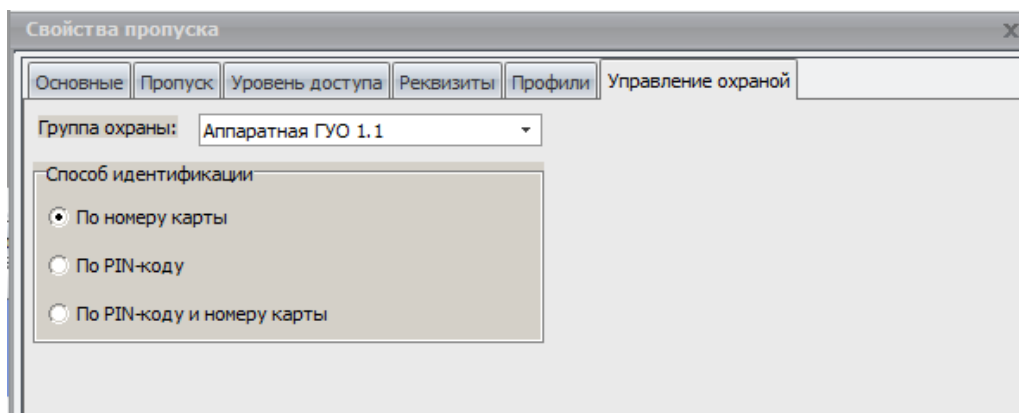 Свойства пропуска
Основные Пропуск Уровень доступа Реквизиты Профили Управление охраной
Группа охраны: Аппаратная ГУО 1.1
Способ идентификации
По номеру карты
По PIN-коду
По PIN-коду и номеру карты